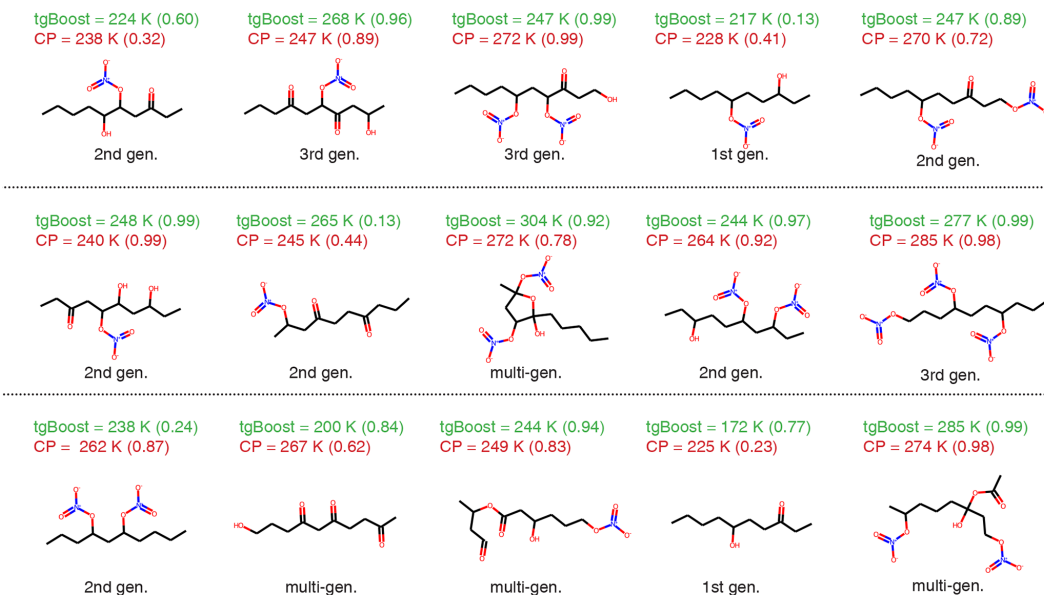 tgBoost = 224 K (0.60) tgBoost = 268 K (0.96) tgBoost = 247 K (0.99) tgBoost = 217 K (0.13) tgBoost = 247 K (0.89)
CP = 238 K (0.32) CP = 247 K (0.89) CP = 272 K (0.99) CP = 228 K (0.41) CP = 270 K (0.72)
2nd gen. 3rd gen. 3rd gen. 1st gen. 2nd gen.
tgBoost = 248 K (0.99) tgBoost = 265 K (0.13) tgBoost = 304 K (0.92) tgBoost = 244 K (0.97) tgBoost = 277 K (0.99)
CP = 240 K (0.99) CP = 245 K (0.44) CP = 272 K (0.78) CP = 264 K (0.92) CP = 285 K (0.98)
2nd gen. 2nd gen. multi-gen. 2nd gen. 3rd gen.
tgBoost = 238 K (0.24) tgBoost = 200 K (0.84) tgBoost = 244 K (0.94) tgBoost = 172 K (0.77) tgBoost = 285 K (0.99)
CP = 262 K (0.87) CP = 267 K (0.62) CP = 249 K (0.83) CP = 225 K (0.23) CP = 274 K (0.98)
2nd gen. multi-gen. multi-gen. 1st gen. multi-gen.